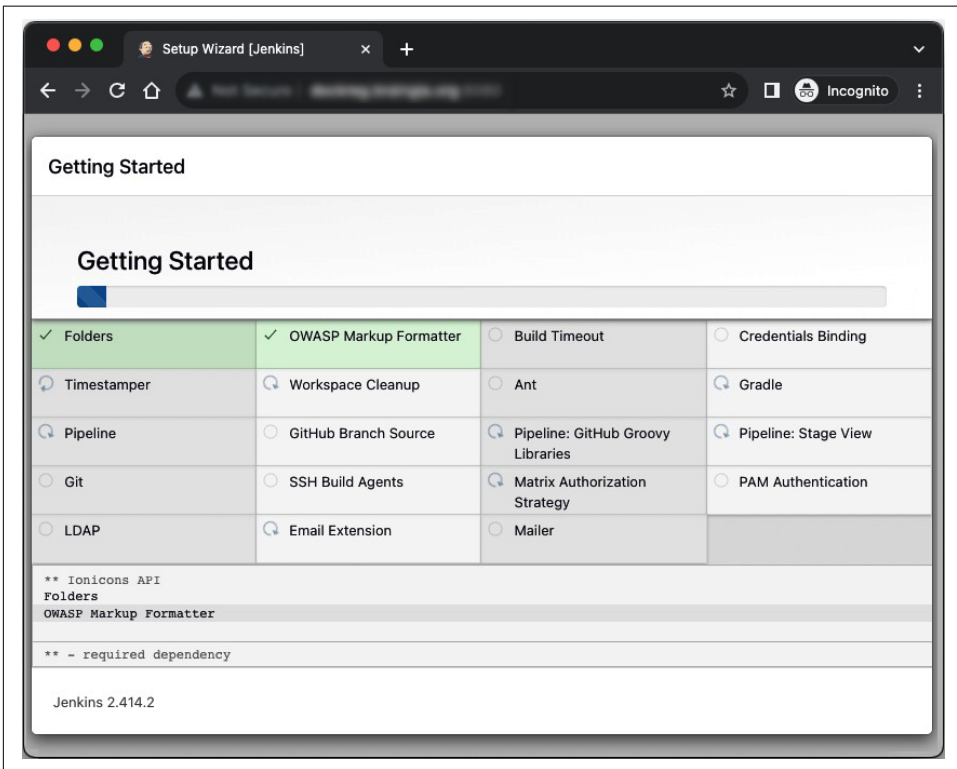 Setup Wizard [Jenkins]
Incognito
Getting Started
Getting Started
Folders
OWASP Markup Formatter
Build Timeout
Credentials Binding
Timestamper
Workspace Cleanup
Ant
Gradle
Pipeline
GitHub Branch Source
Pipeline: GitHub Groovy
Libraries
Pipeline: Stage View
Git
SSH Build Agents
Matrix Authorization
Strategy
PAM Authentication
LDAP
Email Extension
Mailer
** Ionicons API
Folders
OWASP Markup Formatter
** - required dependency
Jenkins 2.414.2